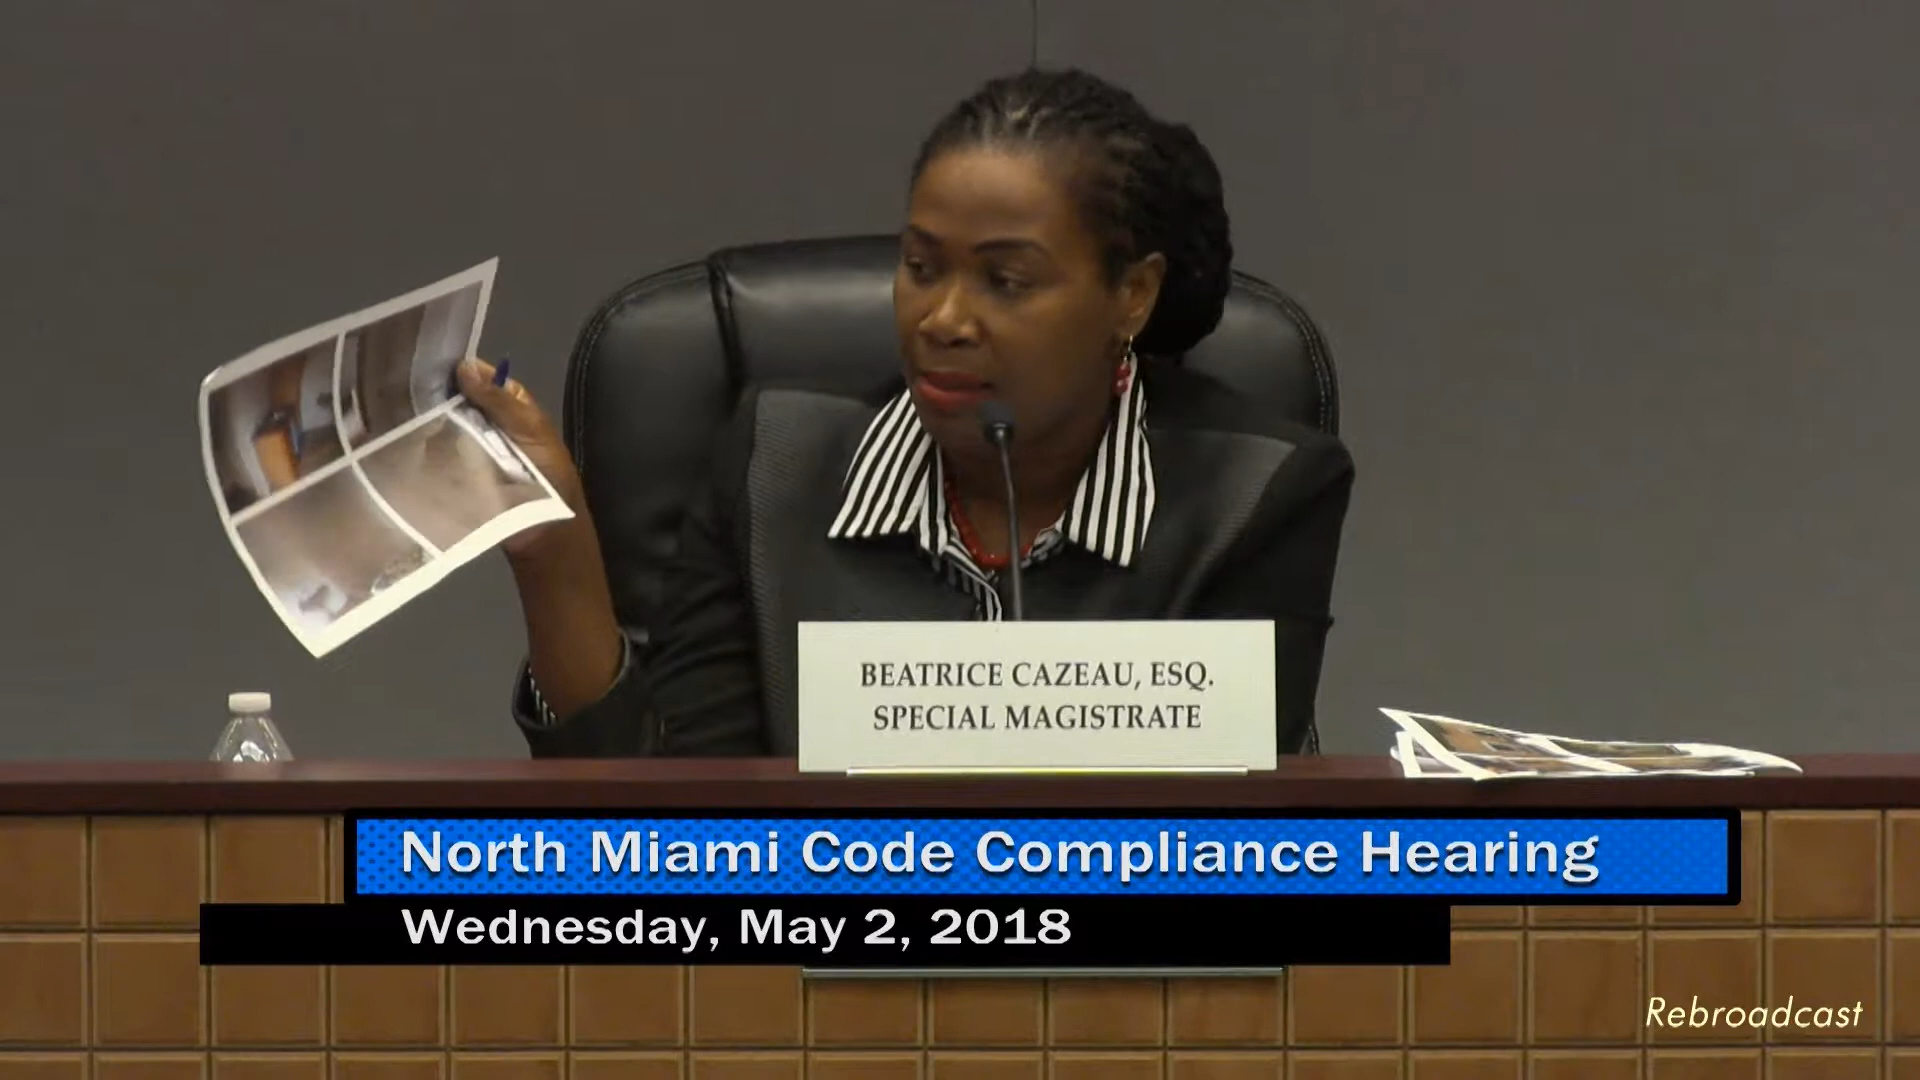 BEATRICE CAZEAU, ESQ.
SPECIAL MAGISTRATE
North Miami Code Compliance Hearing
Wednesday, May 2, 2018
Rebroadcast